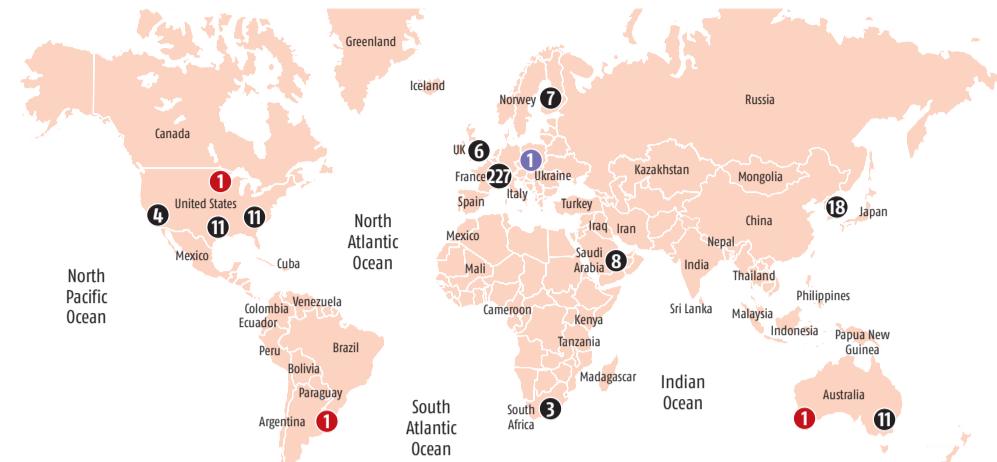 Greenland
Iceland
Norwey
7
Russia
Canada
UK
6
1
France
227
Ukraine
Kazakhstan
Mongolia
1
Italy
Spain
Turkey
United States
4
11
11
18
Japan
China
North
Atlantic
Ocean
Mexico
Iraq
Iran
Nepal
Mexico
Cuba
Mali
Saudi
Arabia
8
India
Thailand
North
Pacific
Ocean
Venezuela
Colombia
Ecuador
Cameroon
Kenya
Sri Lanka
Philippines
Malaysia
Indonesia
Papua New
Guinea
Peru
Brazil
Tanzania
Bolivia
Madagascar
Paraguay
Indian
Ocean
Australia
Argentina
1
South
Atlantic
Ocean
South
Africa
3
1
11